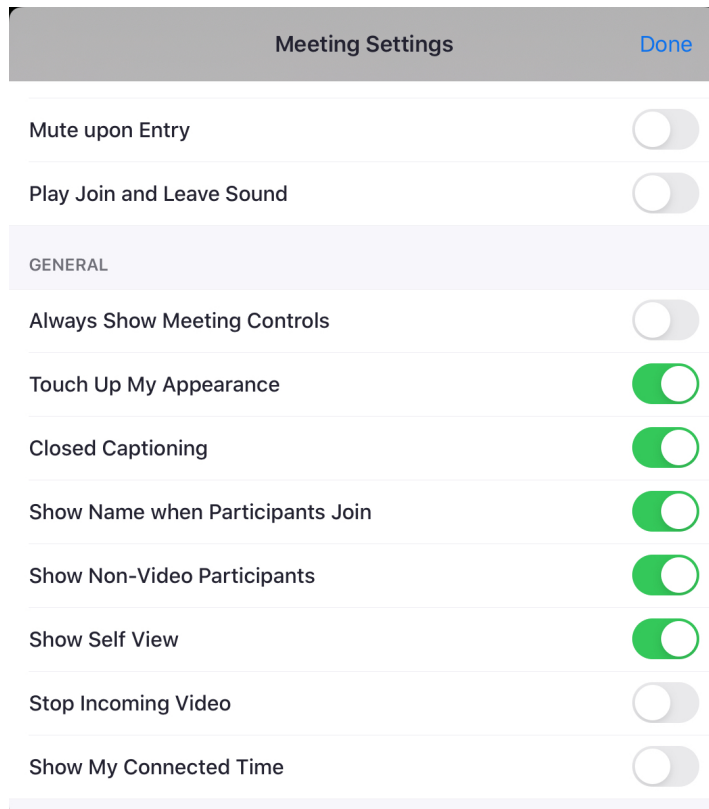 Meeting Settings
Done
Mute upon Entry
Play Join and Leave Sound
GENERAL
Always Show Meeting Controls
Touch Up My Appearance
Closed Captioning
Show Name when Participants Join
Show Non-Video Participants
Show Self View
Stop Incoming Video
Show My Connected Time